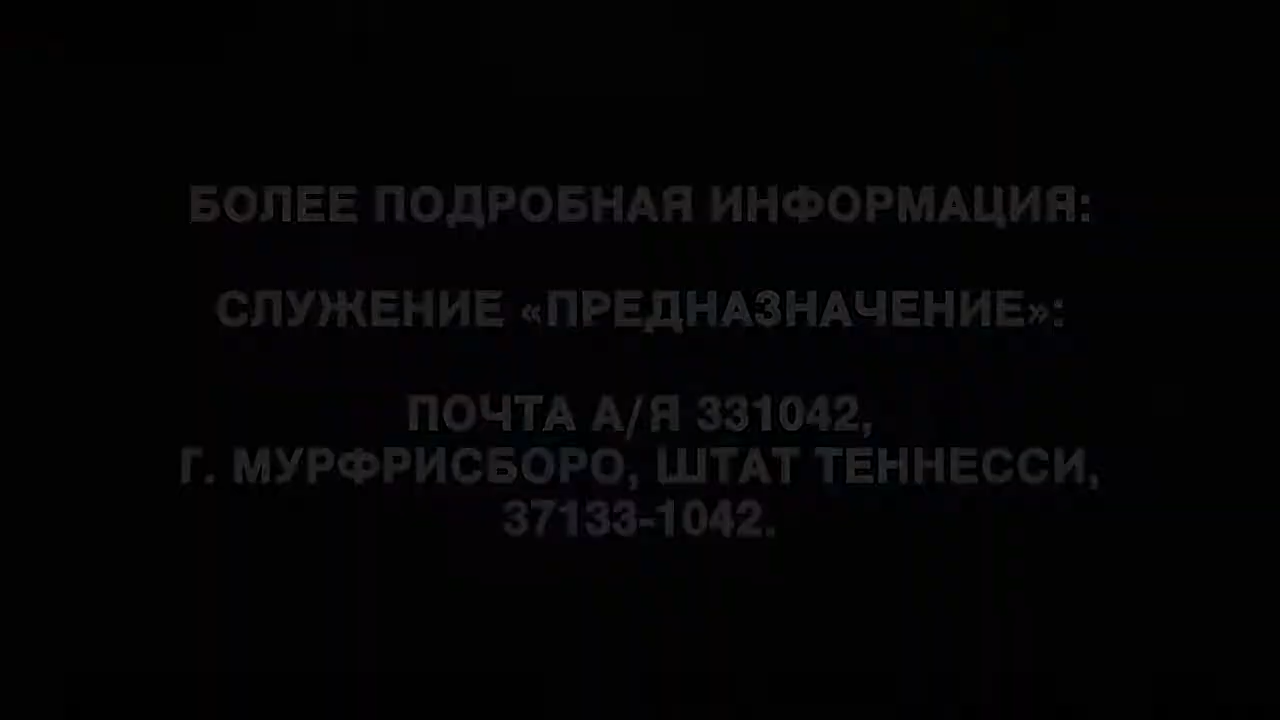 БОЛЕЕ ПОДРОБНАЯ ИНФОРМАЦИЯ:
СЛУЖЕНИЕ «ПРЕДНАЗНАЧЕНИЕ»:
ПОЧТА А/Я 331042,
Г. МУРФРИСБОРО, ШТАТ ТЕННЕССИ,
37133-1042.